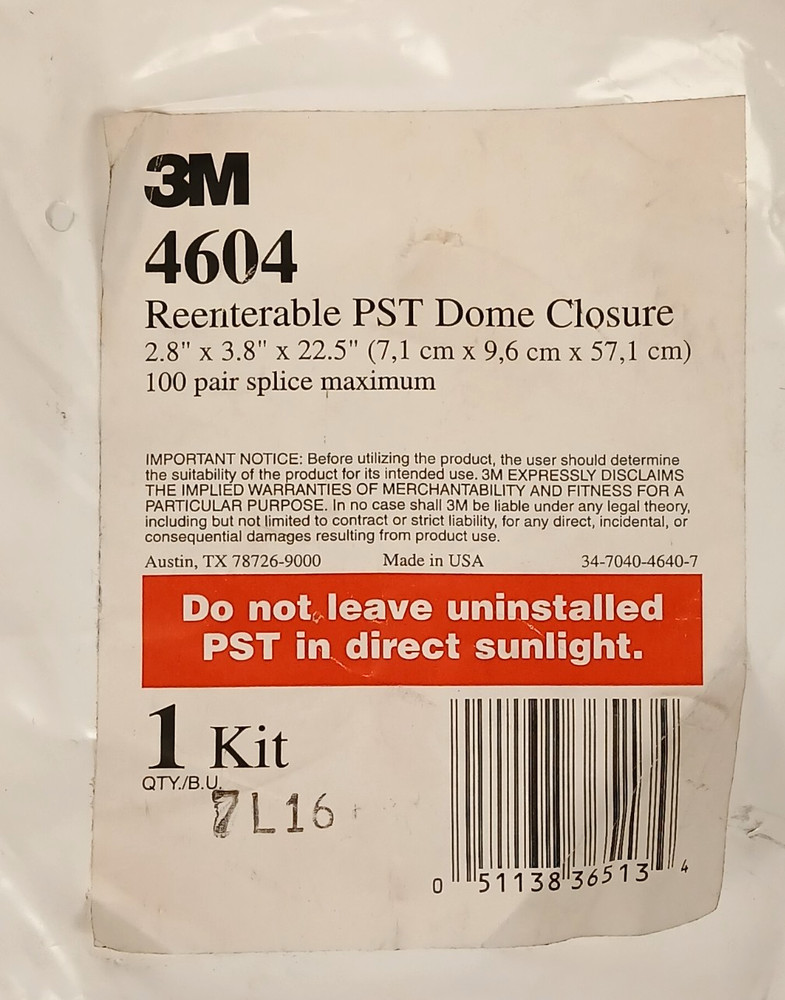 3M
4604
Reenterable PST Dome Closure
2.8" x 3.8" x 22.5" (7,1 cm x 9,6 cm x 57,1 cm)
100 pair splice maximum
IMPORTANT NOTICE: Before utilizing the product, the user should determine
the suitability of the product for its intended use. 3M EXPRESSLY DISCLAIMS
THE IMPLIED WARRANTIES OF MERCHANTABILITY AND FITNESS FOR A
PARTICULAR PURPOSE. In no case shall 3M be liable under any legal theory,
including but not limited to contract or strict liability, for any direct, incidental, or
consequential damages resulting from product use.
Austin, TX 78726-9000 Made in USA 34-7040-4640-7
Do not leave uninstalled
PST in direct sunlight.
1 Kit
QTY./B.U.
7L16
0 51138 36513 4